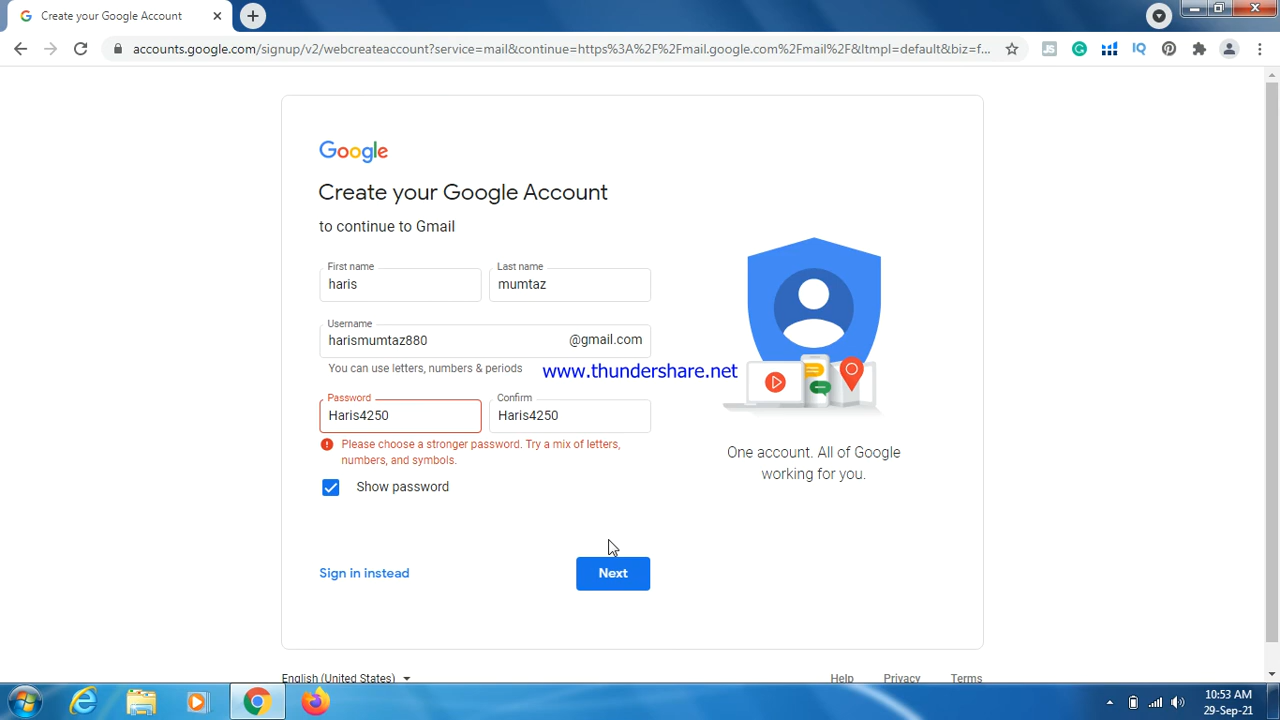 Create your Google Account
accounts.google.com/signup/v2/webcreateaccount?service=mail&continue=https%3A%2F%2Fmail.google.com%2Fmail%2F&ltmpl=default&biz=f...
JS
IQ
Google
Create your Google Account
to continue to Gmail
First name
Last name
haris
mumtaz
Username
harismumtaz880
@gmail.com
You can use letters, numbers & periods
www.thundershare.net
Password
Confirm
Haris4250
Haris4250
Please choose a stronger password. Try a mix of letters,
numbers, and symbols.
Show password
One account. All of Google
working for you.
Sign in instead
Next
English (United States)
Help
Privacy
Terms
10:53 AM
29-Sep-21